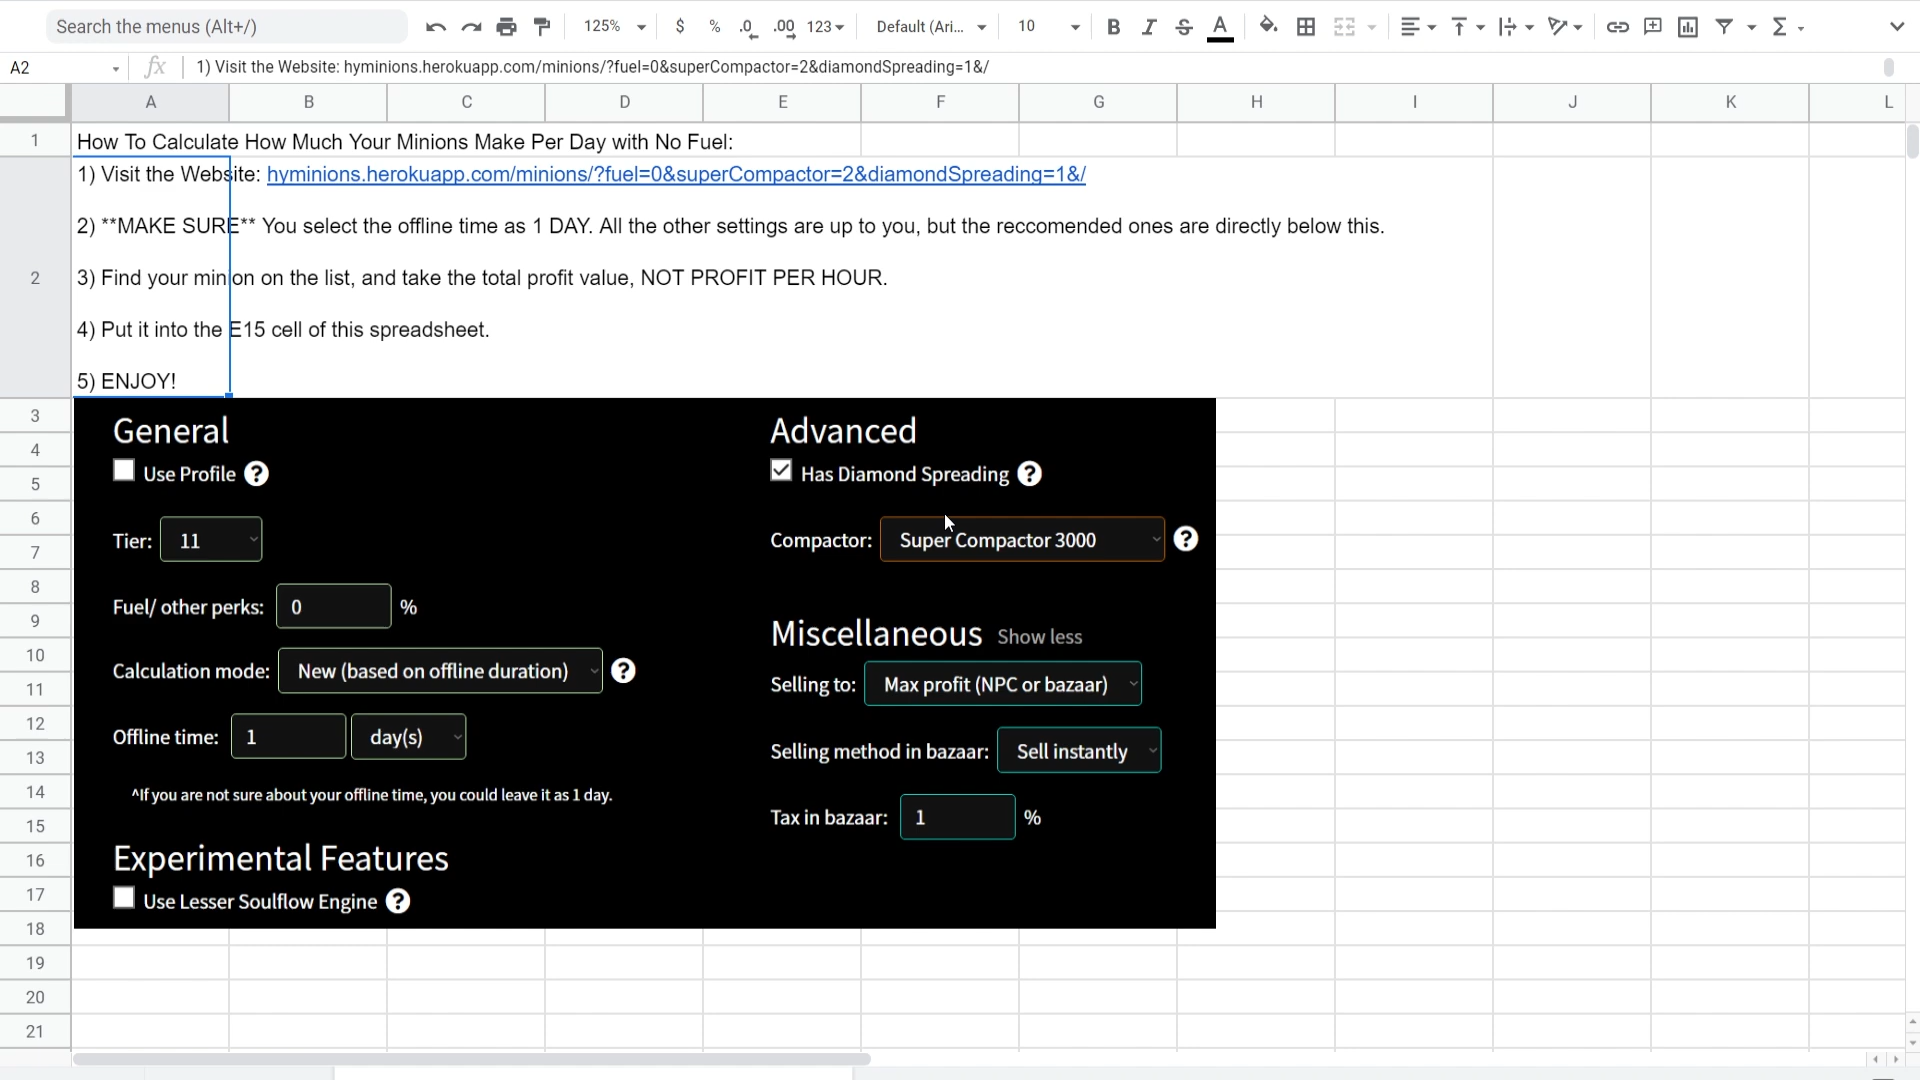 Search the menus (Alt+/)
125%
$ % .0 .00 123
Default (Ari...
10
B I S A
A2
fx
1) Visit the Website: hyminions.herokuapp.com/minions/?fuel=0&superCompactor=2&diamondSpreading=1&/
A B C D E F G H I J K L
1 How To Calculate How Much Your Minions Make Per Day with No Fuel:
1) Visit the Website: hyminions.herokuapp.com/minions/?fuel=0&superCompactor=2&diamondSpreading=1&/
2) **MAKE SURE** You select the offline time as 1 DAY. All the other settings are up to you, but the reccomended ones are directly below this.
2
3) Find your minion on the list, and take the total profit value, NOT PROFIT PER HOUR.
4) Put it into the E15 cell of this spreadsheet.
5) ENJOY!
3
4
5
6
7
8
9
10
11
12
13
14
15
16
17
18
19
20
21
General
Use Profile ?
Tier: 11
Fuel/ other perks: 0 %
Calculation mode: New (based on offline duration) ?
Offline time: 1 day(s)
^If you are not sure about your offline time, you could leave it as 1 day.
Experimental Features
Use Lesser Soulflow Engine ?
Advanced
Has Diamond Spreading ?
Compactor: Super Compactor 3000 ?
Miscellaneous Show less
Selling to: Max profit (NPC or bazaar)
Selling method in bazaar: Sell instantly
Tax in bazaar: 1 %